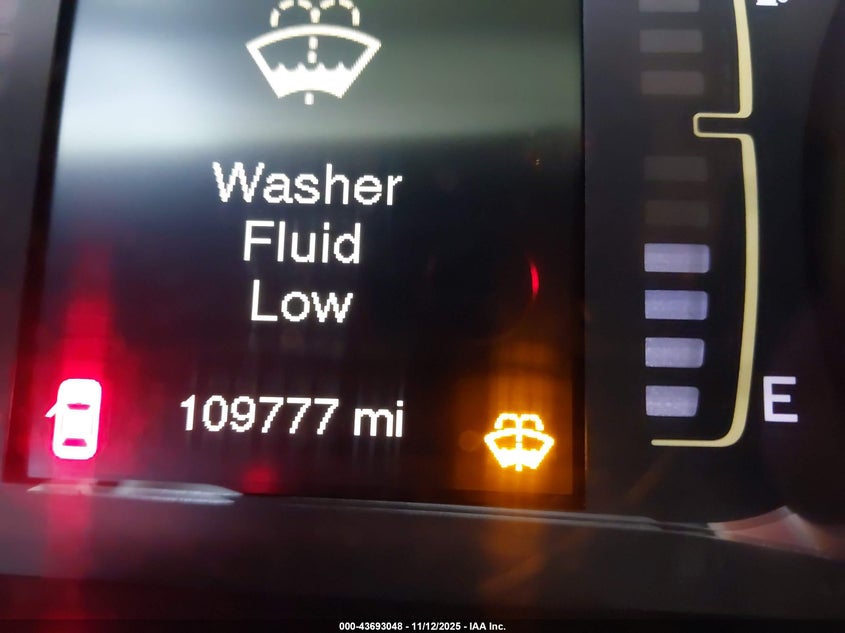 Washer
Fluid
Low
109777 mi
E
000-43693048 - 11/12/2025 - IAA Inc.